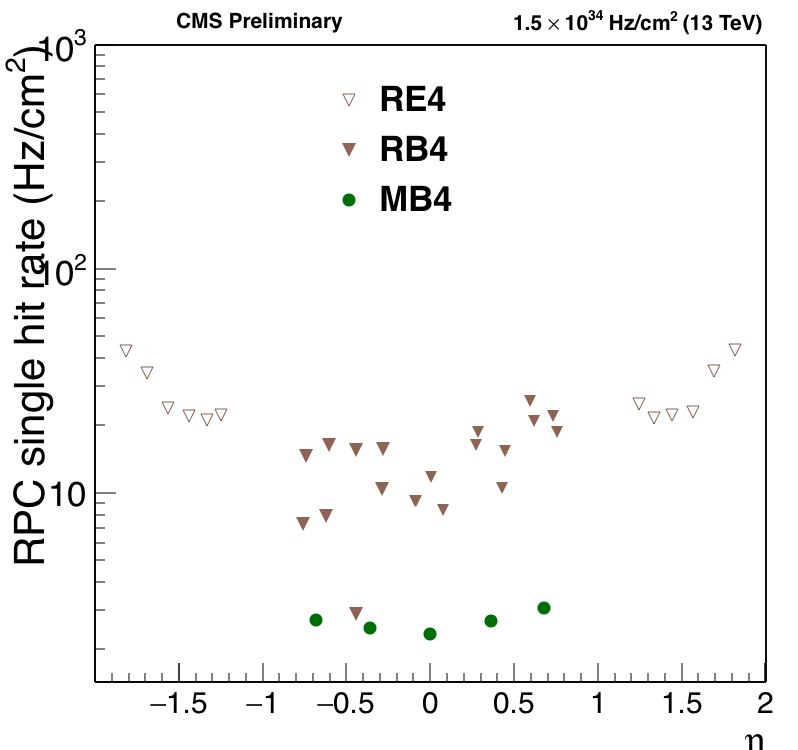 CMS Preliminary
1.5 × 10³⁴ Hz/cm² (13 TeV)
RPC single hit rate (Hz/cm²)
10³
10²
10
RE4
RB4
MB4
−1.5 −1 −0.5 0 0.5 1 1.5 2
η